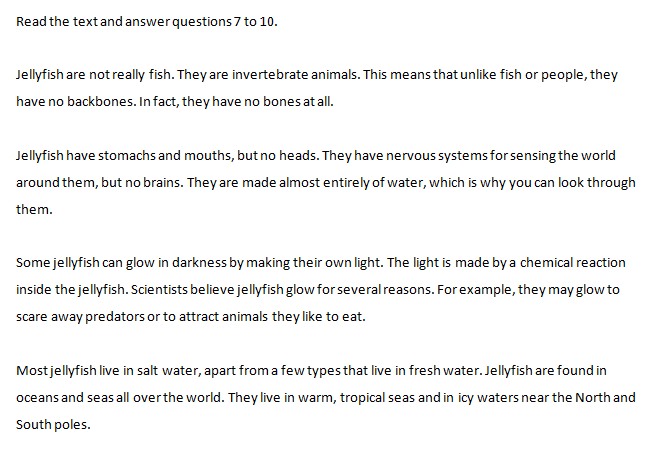 Read the text and answer questions 7 to 10.
Jellyfish are not really fish. They are invertebrate animals. This means that unlike fish or people, they
have no backbones. In fact, they have no bones at all.
Jellyfish have stomachs and mouths, but no heads. They have nervous systems for sensing the world
around them, but no brains. They are made almost entirely of water, which is why you can look through
them.
Some jellyfish can glow in darkness by making their own light. The light is made by a chemical reaction
inside the jellyfish. Scientists believe jellyfish glow for several reasons. For example, they may glow to
scare away predators or to attract animals they like to eat.
Most jellyfish live in salt water, apart from a few types that live in fresh water. Jellyfish are found in
oceans and seas all over the world. They live in warm, tropical seas and in icy waters near the North and
South poles.